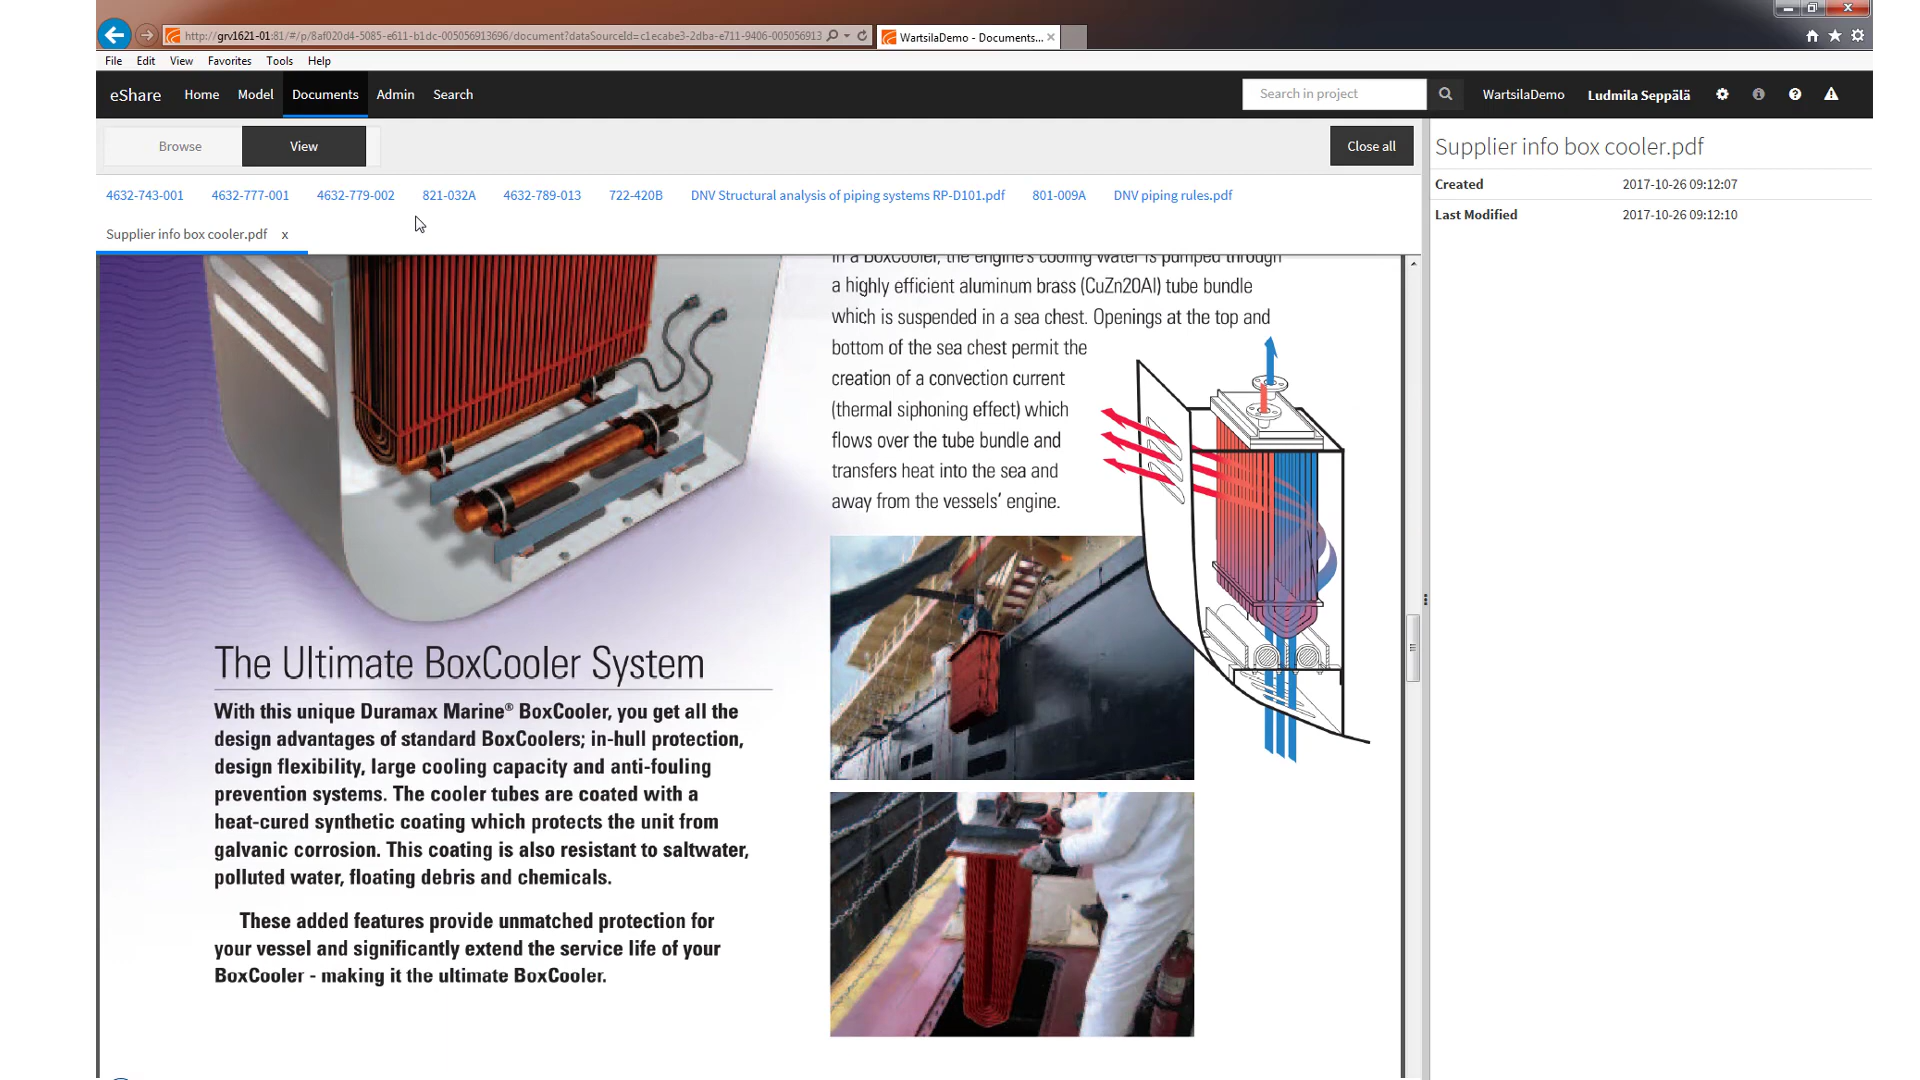 http://grv1621-01:81/#/p/8af020d4-5085-e611-b1dc-005056913696/document?dataSourceId=c1ecabe3-2dba-e711-9406-005056913
WartsilaDemo - Documents... ×
File Edit View Favorites Tools Help
eShare Home Model Documents Admin Search
Search in project
WartsilaDemo Ludmila Seppälä
Browse View Close all
Supplier info box cooler.pdf
Created 2017-10-26 09:12:07
Last Modified 2017-10-26 09:12:10
4632-743-001 4632-777-001 4632-779-002 821-032A 4632-789-013 722-420B DNV Structural analysis of piping systems RP-D101.pdf 801-009A DNV piping rules.pdf
Supplier info box cooler.pdf x
In a BoxCooler, the engine's cooling water is pumped through
a highly efficient aluminum brass (CuZn20Al) tube bundle
which is suspended in a sea chest. Openings at the top and
bottom of the sea chest permit the
creation of a convection current
(thermal siphoning effect) which
flows over the tube bundle and
transfers heat into the sea and
away from the vessels' engine.
The Ultimate BoxCooler System
With this unique Duramax Marine® BoxCooler, you get all the
design advantages of standard BoxCoolers; in-hull protection,
design flexibility, large cooling capacity and anti-fouling
prevention systems. The cooler tubes are coated with a
heat-cured synthetic coating which protects the unit from
galvanic corrosion. This coating is also resistant to saltwater,
polluted water, floating debris and chemicals.
These added features provide unmatched protection for
your vessel and significantly extend the service life of your
BoxCooler - making it the ultimate BoxCooler.